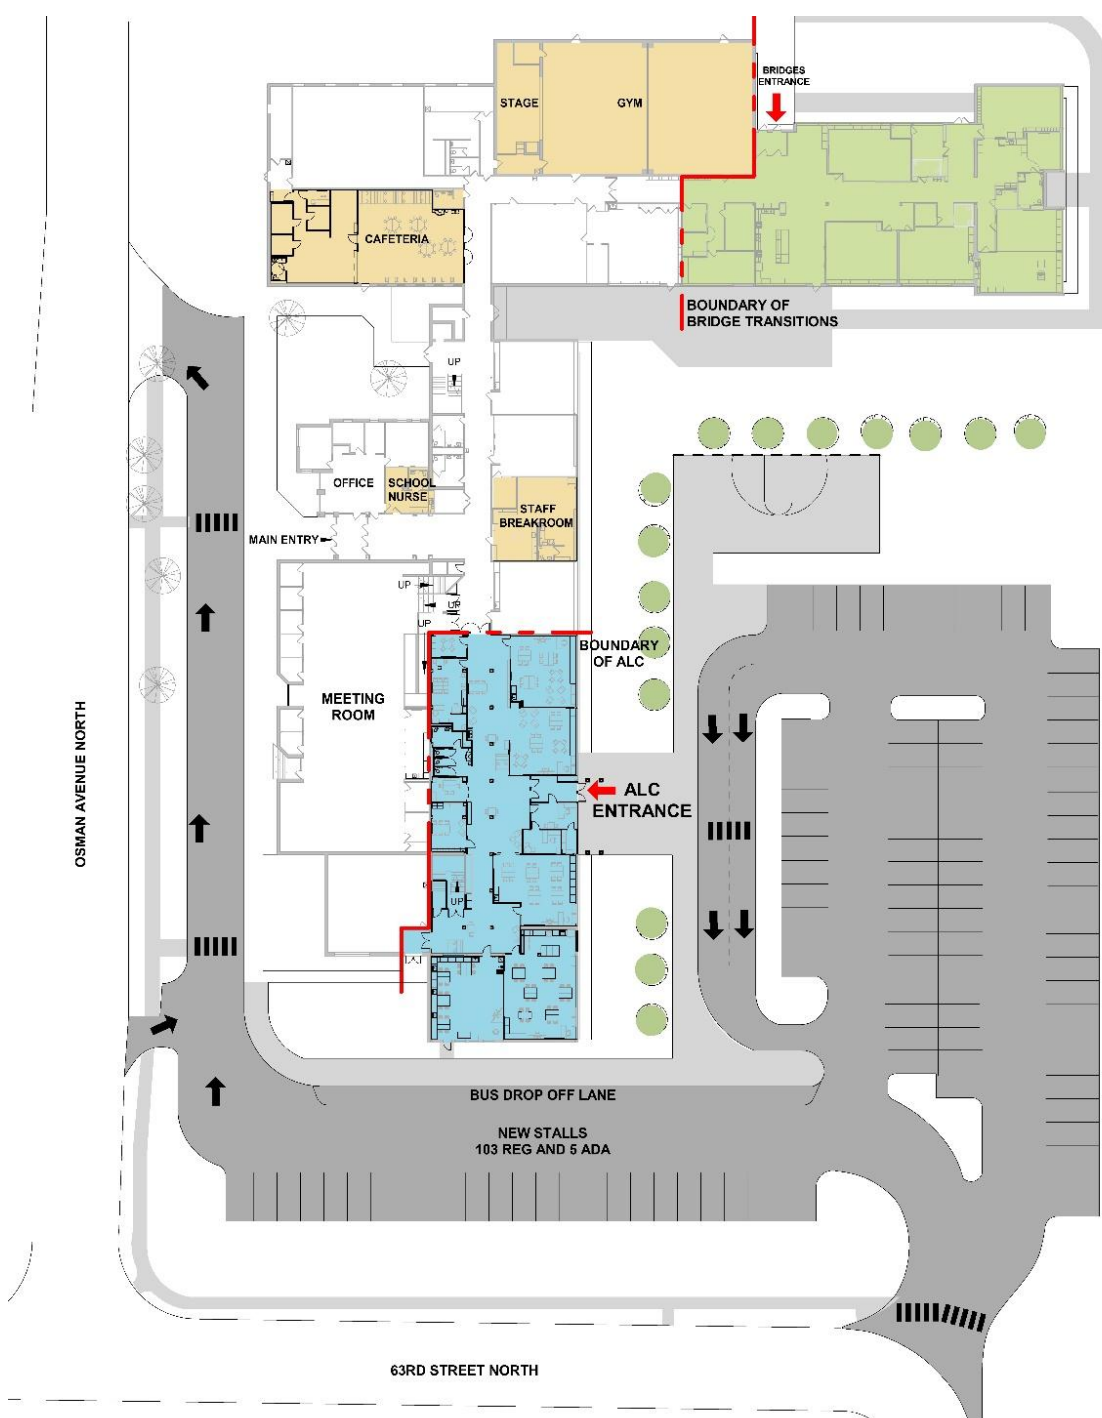 BRIDGES
ENTRANCE
STAGE
GYM
CAFETERIA
BOUNDARY OF
BRIDGE TRANSITIONS
UP
OFFICE
SCHOOL
NURSE
STAFF
BREAKROOM
MAIN ENTRY
UP
UP
UP
BOUNDARY
OF ALC
MEETING
ROOM
OSMAN AVENUE NORTH
ALC
ENTRANCE
UP
BUS DROP OFF LANE
NEW STALLS
103 REG AND 5 ADA
63RD STREET NORTH